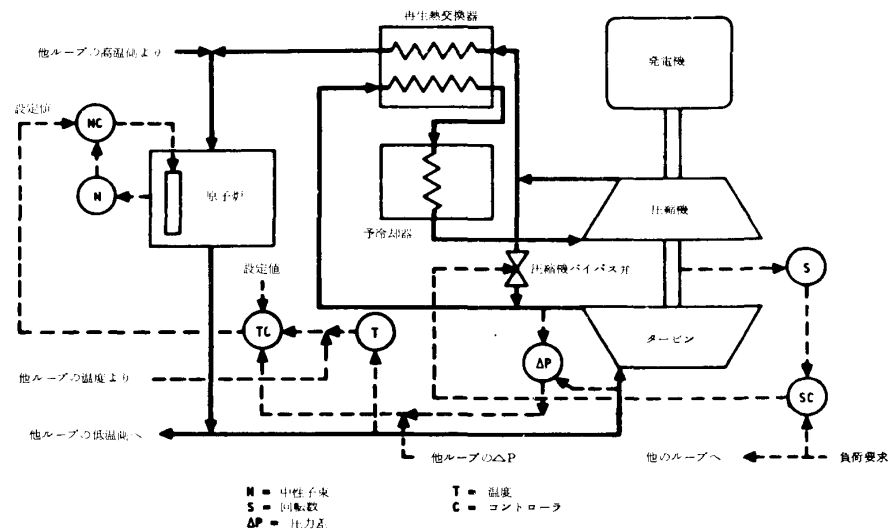 再生熱交換器
発電機
他ループの高温側より
設定値
NC
N
原子炉
予冷却器
圧縮機
圧縮機バイパス弁
S
設定値
TC
T
タービン
ΔP
SC
他ループの温度より
他ループの低温側へ
他ループの△P
他のループへ
負荷要求
N = 中性子束
S = 回転数
ΔP = 圧力差
T = 温度
C = コントローラ